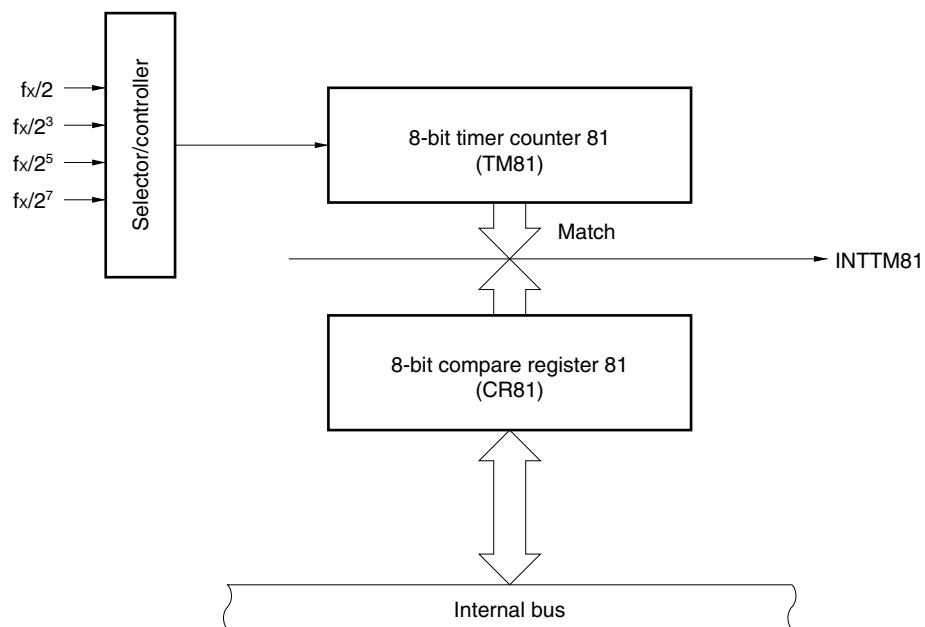 fx/2
fx/2³
fx/2⁵
fx/2⁷
Selector/controller
8-bit timer counter 81
(TM81)
Match
INTTM81
8-bit compare register 81
(CR81)
Internal bus